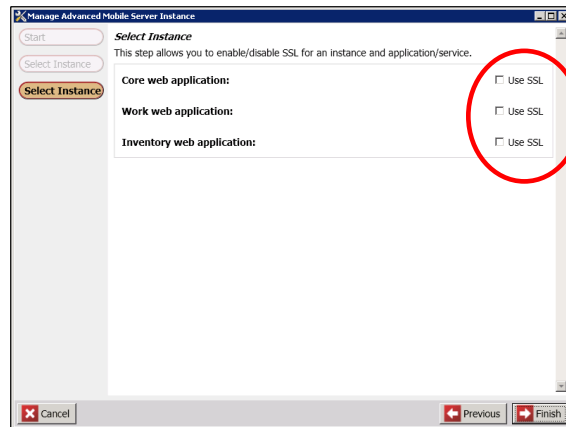 Manage Advanced Mobile Server Instance
Start
Select Instance
Select Instance
Select Instance
This step allows you to enable/disable SSL for an instance and application/service.
Core web application: Use SSL
Work web application: Use SSL
Inventory web application: Use SSL
Cancel Previous Finish